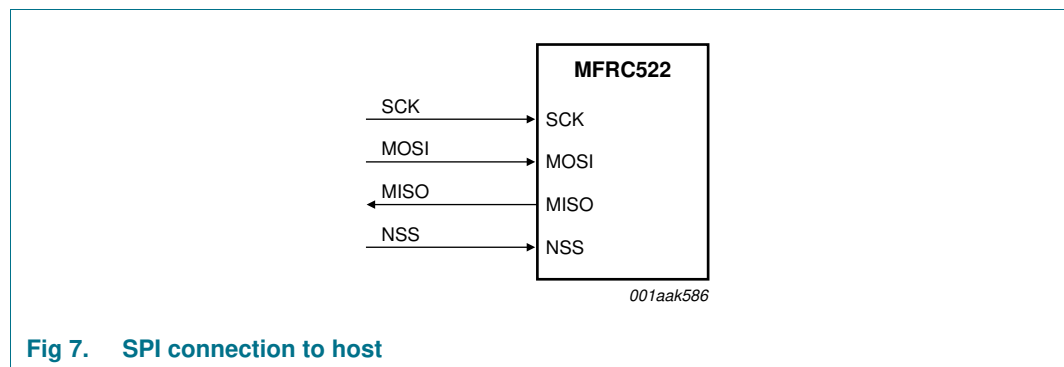 MFRC522
SCK
SCK
MOSI
MOSI
MISO
MISO
NSS
NSS
001aak586
Fig 7. SPI connection to host